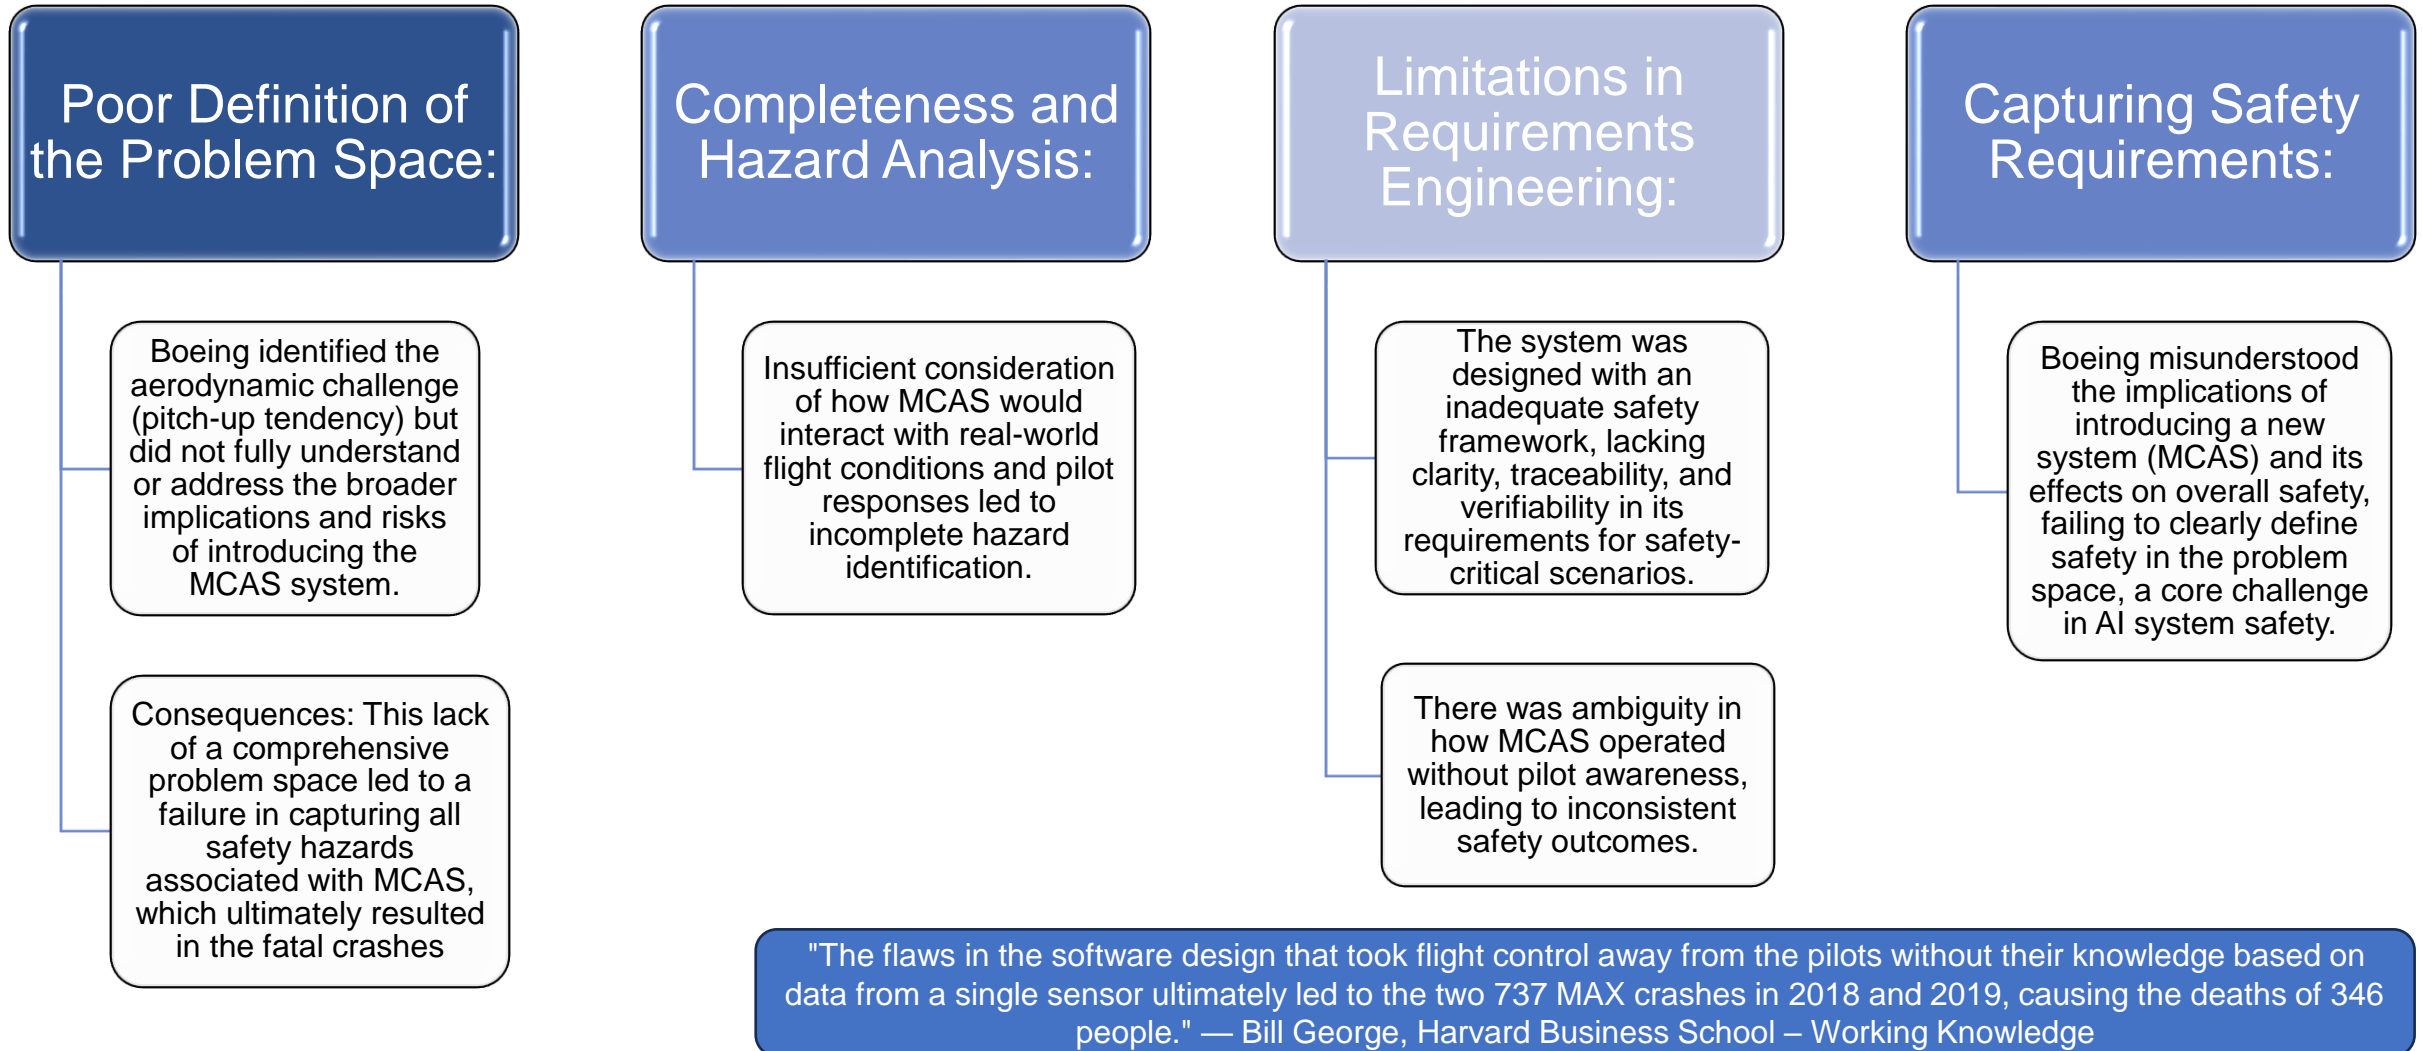 Poor Definition of
the Problem Space:
Boeing identified the
aerodynamic challenge
(pitch-up tendency) but
did not fully understand
or address the broader
implications and risks
of introducing the
MCAS system.
Consequences: This lack
of a comprehensive
problem space led to a
failure in capturing all
safety hazards
associated with MCAS,
which ultimately resulted
in the fatal crashes
Completeness and
Hazard Analysis:
Insufficient consideration
of how MCAS would
interact with real-world
flight conditions and pilot
responses led to
incomplete hazard
identification.
Limitations in
Requirements
Engineering:
The system was
designed with an
inadequate safety
framework, lacking
clarity, traceability, and
verifiability in its
requirements for safety-
critical scenarios.
There was ambiguity in
how MCAS operated
without pilot awareness,
leading to inconsistent
safety outcomes.
Capturing Safety
Requirements:
Boeing misunderstood
the implications of
introducing a new
system (MCAS) and its
effects on overall safety,
failing to clearly define
safety in the problem
space, a core challenge
in AI system safety.
"The flaws in the software design that took flight control away from the pilots without their knowledge based on
data from a single sensor ultimately led to the two 737 MAX crashes in 2018 and 2019, causing the deaths of 346
people." — Bill George, Harvard Business School – Working Knowledge